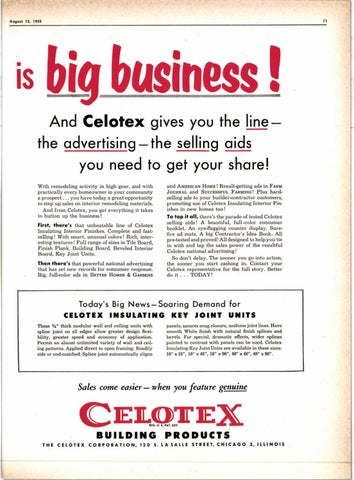 August 15, 1952
11
is big business!
And Celotex gives you the line—
the advertising—the selling aids
you need to get your share!
With remodeling activity in high gear, and with
practically every homeowner in your community
a prospect . . . you have today a great opportunity
to step up sales on interior remodeling materials.
And from Celotex, you get everything it takes
to button up the business!
First, there's that unbeatable line of Celotex
Insulating Interior Finishes. Complete and fast-
selling! With smart, unusual colors! Rich, inter-
esting textures! Full range of sizes in Tile Board,
Finish Plank, Building Board, Beveled Interior
Board, Key Joint Units.
Then there's that powerful national advertising
that has set new records for consumer response.
Big, full-color ads in BETTER HOMES & GARDENS
and AMERICAN HOME! Result-getting ads in FARM
JOURNAL and SUCCESSFUL FARMING! Plus hard-
selling ads to your builder-contractor customers,
promoting use of Celotex Insulating Interior Fin-
ishes in new homes too!
To top it all, there's the parade of tested Celotex
selling aids! A beautiful, full-color consumer
booklet. An eye-flagging counter display. Sure-
fire ad mats. A big Contractor's Idea Book. All
pre-tested and proved! All designed to help you tie
in with and tap the sales power of the resultful
Celotex national advertising!
So don't delay. The sooner you go into action,
the sooner you start cashing in. Contact your
Celotex representative for the full story. Better
do it . . . TODAY!
Today's Big News—Soaring Demand for
CELOTEX INSULATING KEY JOINT UNITS
These ½" thick modular wall and ceiling units with
spline joint on all edges allow greater design flexi-
bility, greater speed and economy of application.
Permit an almost unlimited variety of wall and ceil-
ing patterns. Applied direct to open framing. Readily
side or end-matched. Spline joint automatically aligns
panels, assures snug closure, uniform joint lines. Have
smooth White finish with natural finish splines and
bevels. For special, dramatic effects, wider splines
painted to contrast with panels can be used. Celotex
Insulating Key Joint Units are available in these sizes:
16" x 16", 16" x 48", 16" x 96", 48" x 48", 48" x 96".
Sales come easier—when you feature genuine
CELOTEX
REG. U.S. PAT. OFF.
BUILDING PRODUCTS
THE CELOTEX CORPORATION, 120 S. LA SALLE STREET, CHICAGO 3, ILLINOIS